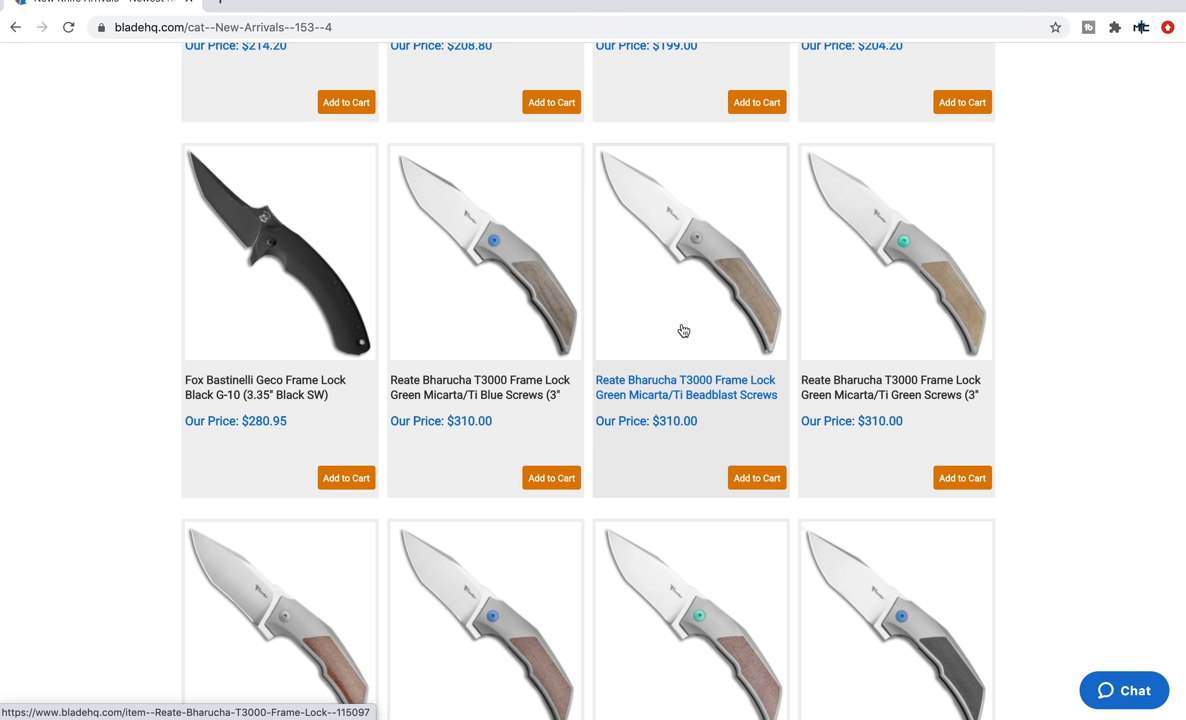 bladehq.com/cat--New-Arrivals--153--4
Our Price: $214.20
Our Price: $208.80
Our Price: $199.00
Our Price: $204.20
Add to Cart
Add to Cart
Add to Cart
Add to Cart
Fox Bastinelli Geco Frame Lock
Black G-10 (3.35" Black SW)
Our Price: $280.95
Add to Cart
Reate Bharucha T3000 Frame Lock
Green Micarta/Ti Blue Screws (3"
Our Price: $310.00
Add to Cart
Reate Bharucha T3000 Frame Lock
Green Micarta/Ti Beadblast Screws
Our Price: $310.00
Add to Cart
Reate Bharucha T3000 Frame Lock
Green Micarta/Ti Green Screws (3"
Our Price: $310.00
Add to Cart
Chat
https://www.bladehq.com/item--Reate-Bharucha-T3000-Frame-Lock--115097